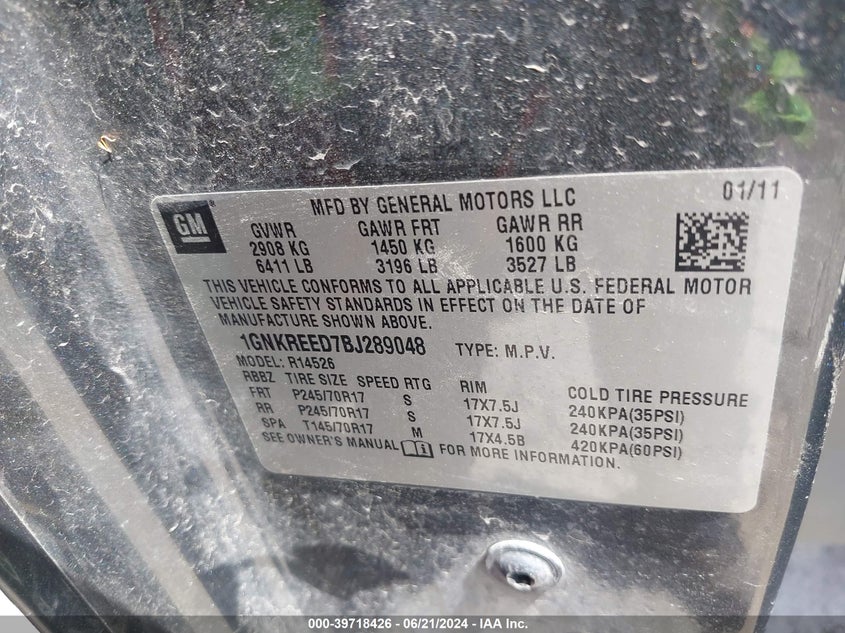 GM
MFD BY GENERAL MOTORS LLC 01/11
GVWR GAWR FRT GAWR RR
2908 KG 1450 KG 1600 KG
6411 LB 3196 LB 3527 LB
THIS VEHICLE CONFORMS TO ALL APPLICABLE U.S. FEDERAL MOTOR
VEHICLE SAFETY STANDARDS IN EFFECT ON THE DATE OF
MANUFACTURE SHOWN ABOVE.
1GNKREED7BJ289048 TYPE: M.P.V.
MODEL: R14526
RBBZ TIRE SIZE SPEED RTG RIM COLD TIRE PRESSURE
FRT P245/70R17 S 17X7.5J 240KPA(35PSI)
RR P245/70R17 S 17X7.5J 240KPA(35PSI)
SPA T145/70R17 M 17X4.5B 420KPA(60PSI)
SEE OWNER'S MANUAL i FOR MORE INFORMATION.
000-39718426 - 06/21/2024 - IAA Inc.